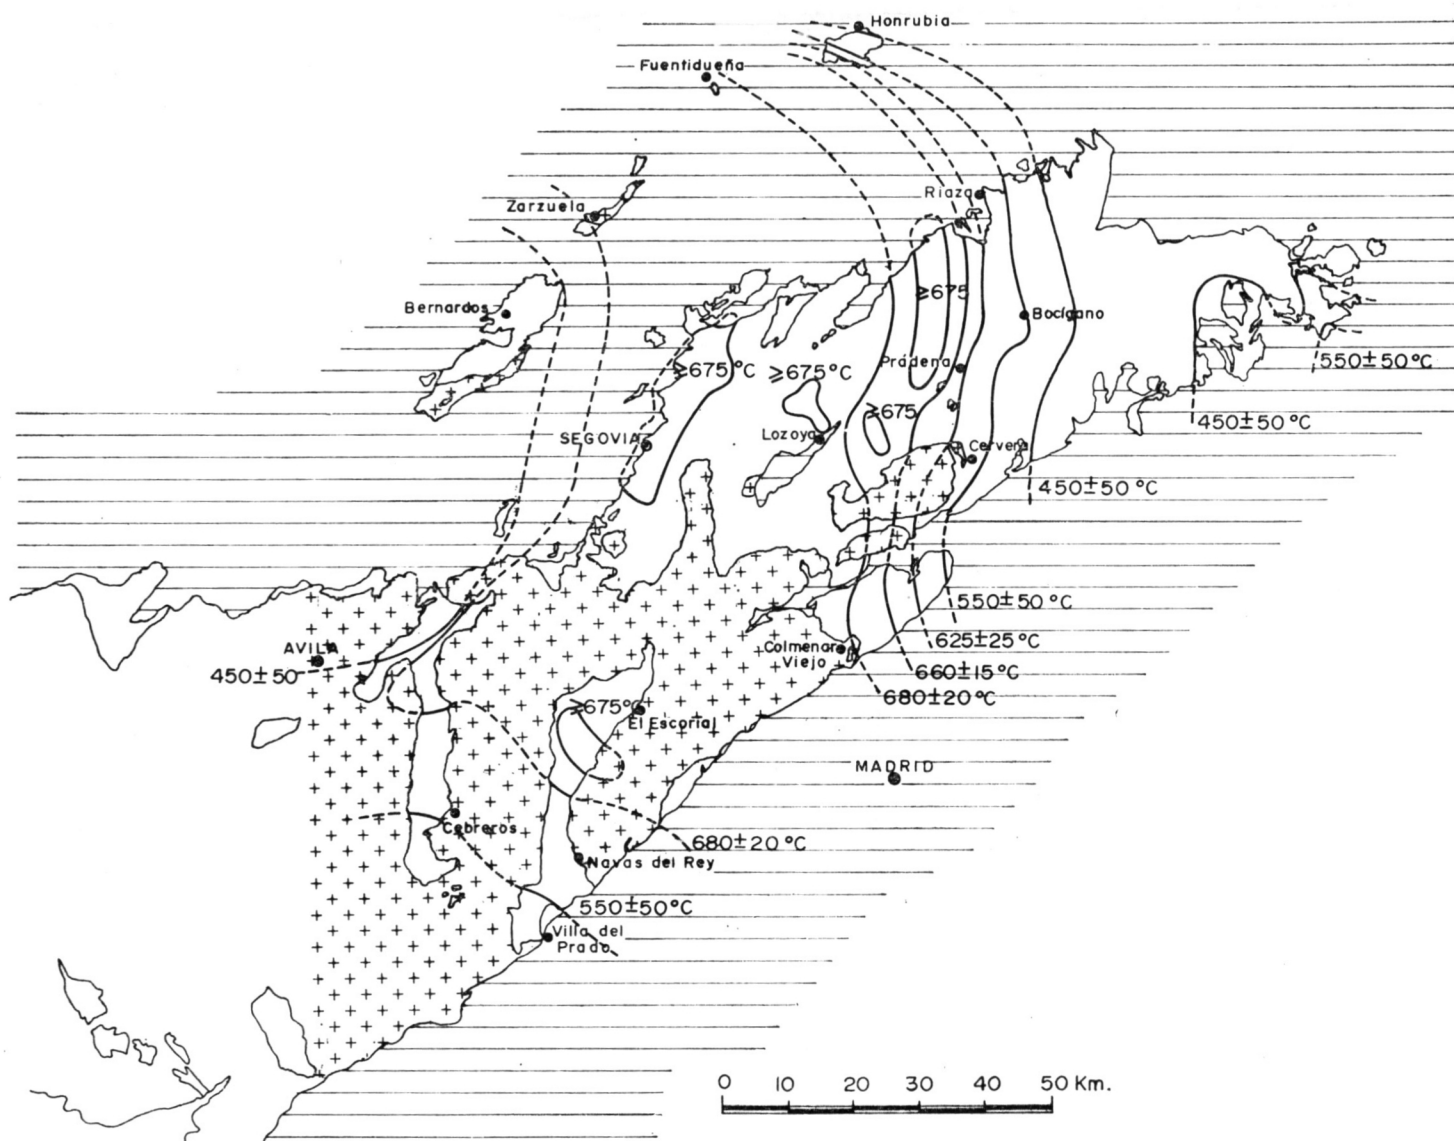 Honrubia
Fuentidueña
Riaza
Zarzuela
≥675
Bernardos
Bocígano
Prádena
550±50°C
≥675°C
≥675°C
≥675
450±50°C
SEGOVIA
Lozoya
Cervera
450±50°C
550±50°C
625±25°C
AVILA
Colmenar
Viejo
450±50
660±15°C
680±20°C
≥675°C
El Escorial
MADRID
Cebreros
680±20°C
Navas del Rey
550±50°C
Villa del
Prado
0 10 20 30 40 50 Km.